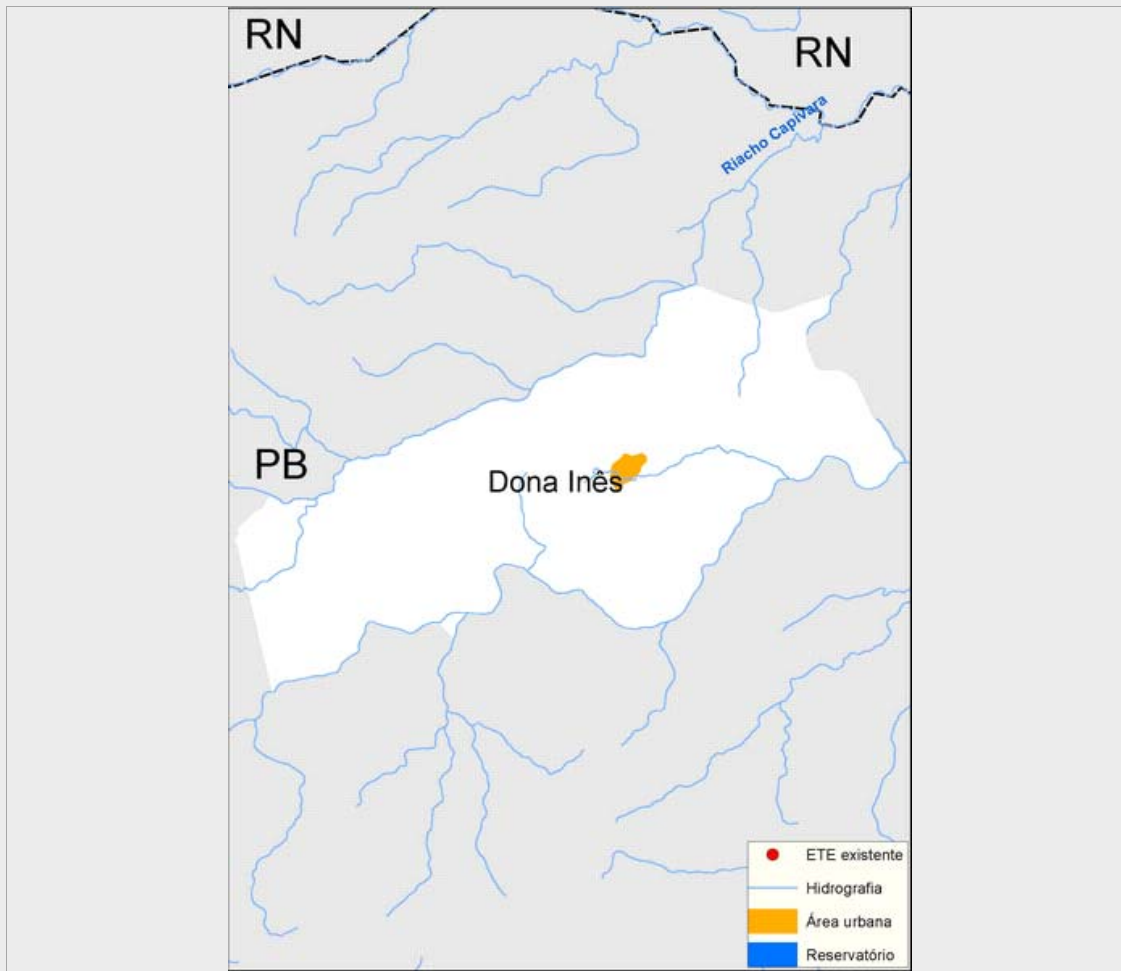 RN
RN
Riacho Capivara
PB
Dona Inês
ETE existente
Hidrografia
Área urbana
Reservatório